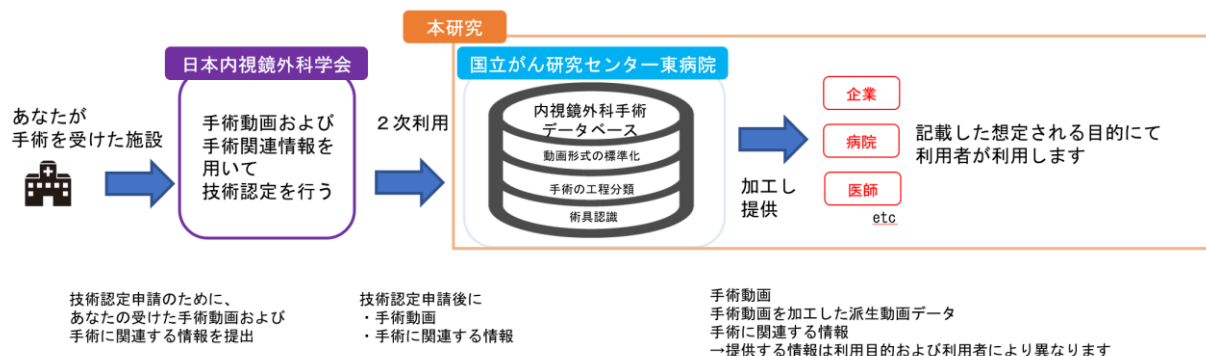 本研究
日本内視鏡外科学会
国立がん研究センター東病院
あなたが
手術を受けた施設
手術動画および
手術関連情報を
用いて
技術認定を行う
２次利用
内視鏡外科手術
データベース
動画形式の標準化
手術の工程分類
術具認識
加工し
提供
企業
病院
医師
etc
記載した想定される目的にて
利用者が利用します
技術認定申請のために、
あなたの受けた手術動画および
手術に関連する情報を提出
技術認定申請後に
・手術動画
・手術に関連する情報
手術動画
手術動画を加工した派生動画データ
手術に関連する情報
→提供する情報は利用目的および利用者により異なります